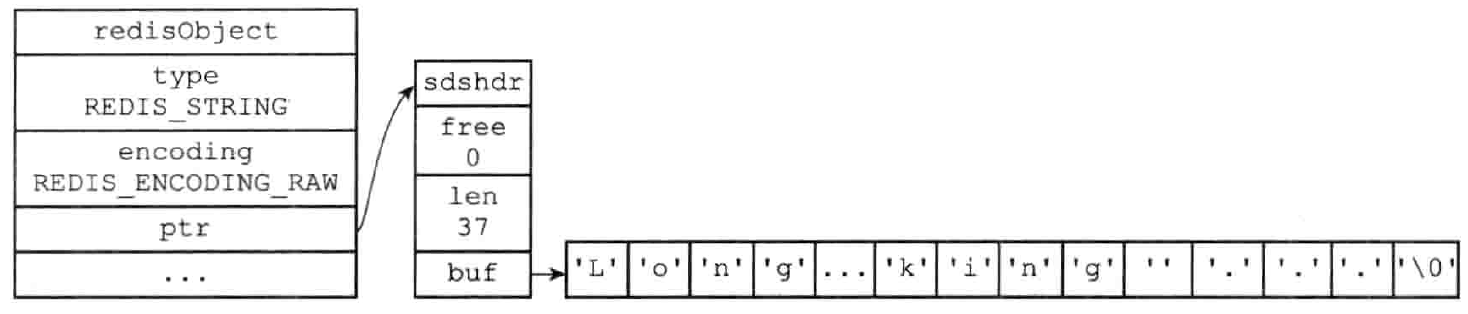 redisObject
type
REDIS_STRING
encoding
REDIS_ENCODING_RAW
ptr
...
sdshdr
free
0
len
37
buf
'L' 'o' 'n' 'g' ... 'k' 'i' 'n' 'g' '' '.' '.' '.' '\0'